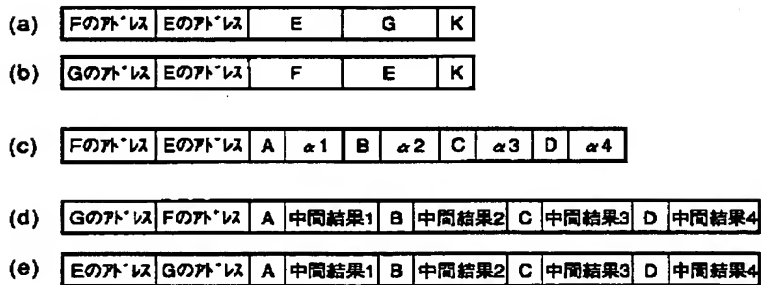 (a) Fのアドレス Eのアドレス E G K
(b) Gのアドレス Eのアドレス F E K
(c) Fのアドレス Eのアドレス A α1 B α2 C α3 D α4
(d) Gのアドレス Fのアドレス A 中間結果1 B 中間結果2 C 中間結果3 D 中間結果4
(e) Eのアドレス Gのアドレス A 中間結果1 B 中間結果2 C 中間結果3 D 中間結果4